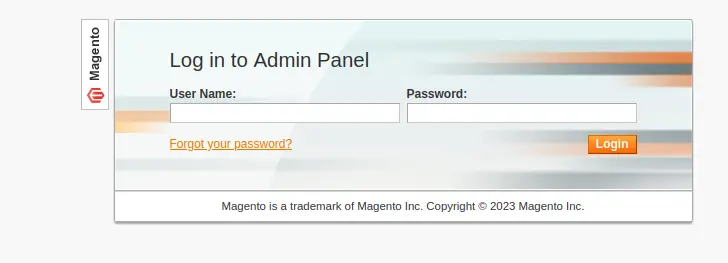 Magento
Log in to Admin Panel
User Name: Password:
Forgot your password? Login
Magento is a trademark of Magento Inc. Copyright © 2023 Magento Inc.